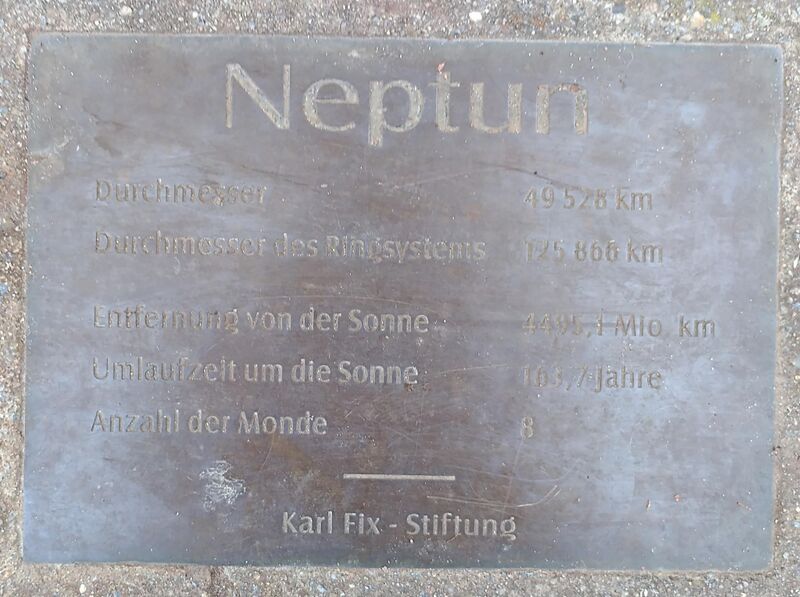 Neptun
Durchmesser 49 528 km
Durchmesser des Ringsystems 125 866 km
Entfernung von der Sonne 4495,1 Mio. km
Umlaufzeit um die Sonne 163,7 Jahre
Anzahl der Monde 8
Karl Fix - Stiftung